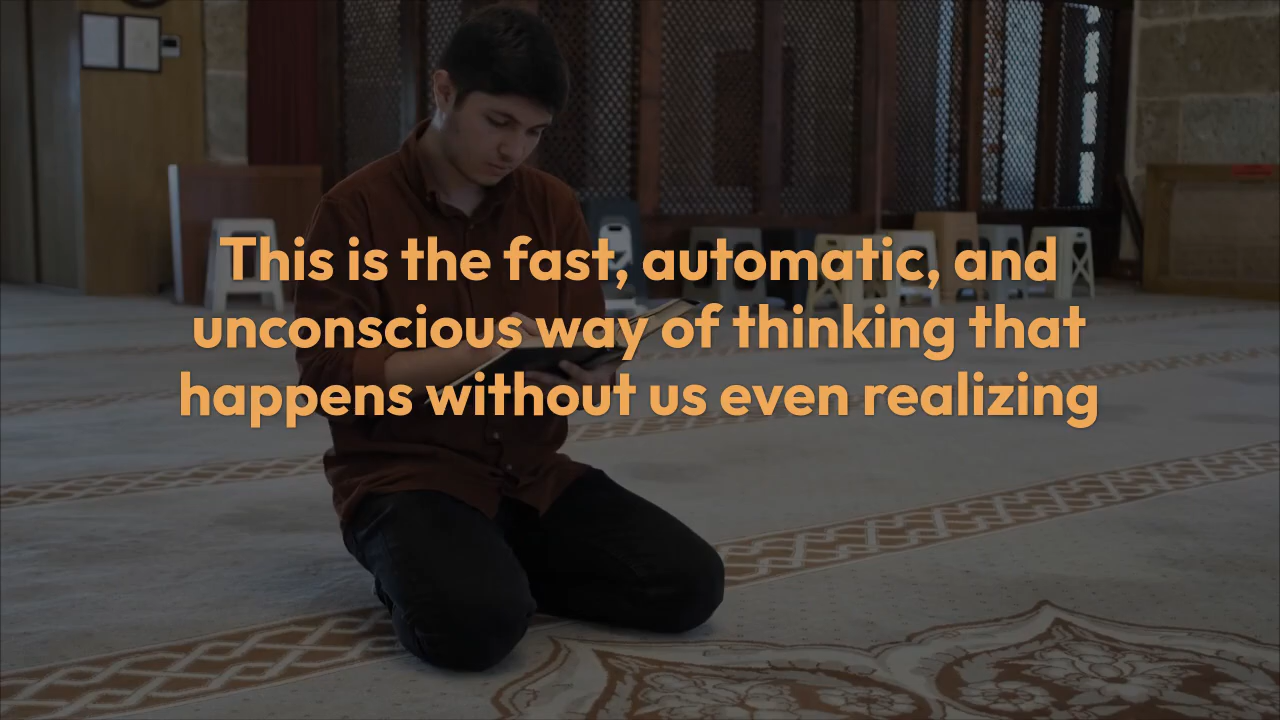 This is the fast, automatic, and
unconscious way of thinking that
happens without us even realizing